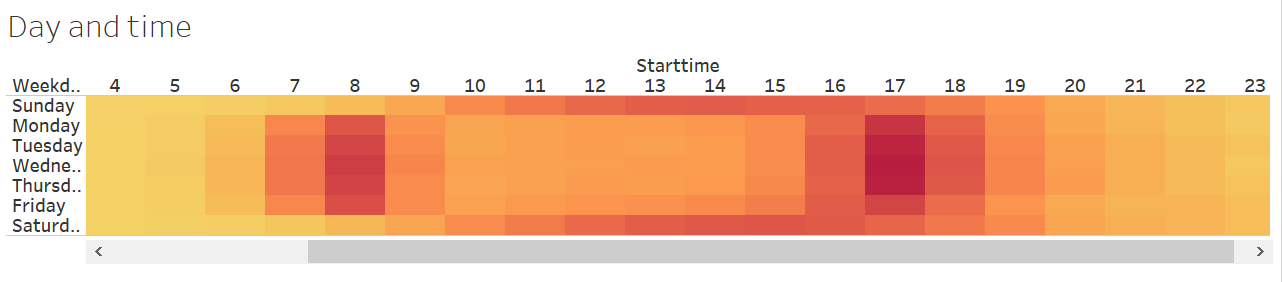 Day and time
Starttime
Weekd.. 4 5 6 7 8 9 10 11 12 13 14 15 16 17 18 19 20 21 22 23
Sunday
Monday
Tuesday
Wedne..
Thursd..
Friday
Saturd..